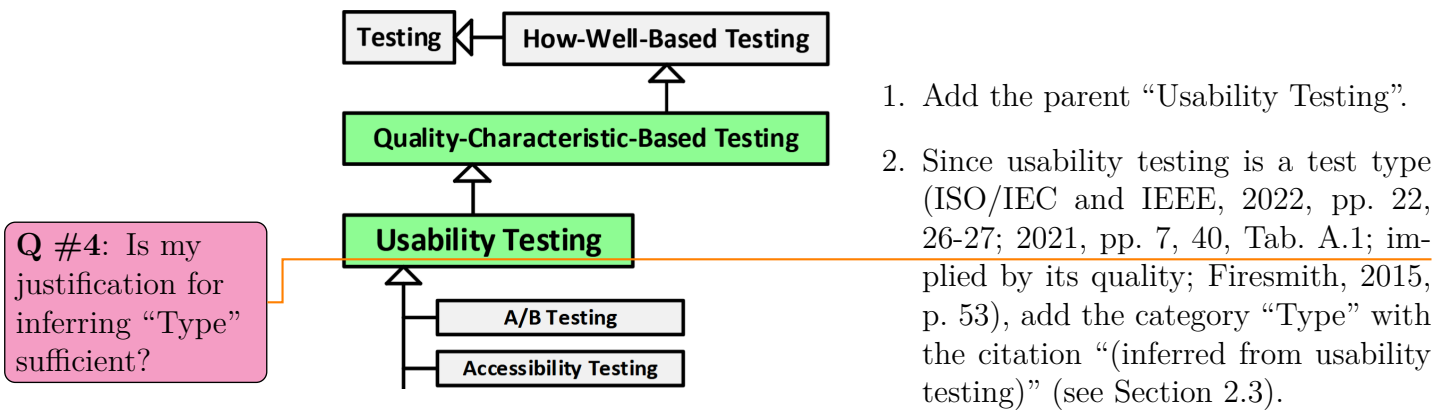 Testing
How-Well-Based Testing
Quality-Characteristic-Based Testing
Usability Testing
A/B Testing
Accessibility Testing
Q #4: Is my
justification for
inferring “Type”
sufficient?
1. Add the parent “Usability Testing”.
2. Since usability testing is a test type
(ISO/IEC and IEEE, 2022, pp. 22,
26-27; 2021, pp. 7, 40, Tab. A.1; im-
plied by its quality; Firesmith, 2015,
p. 53), add the category “Type” with
the citation “(inferred from usability
testing)” (see Section 2.3).